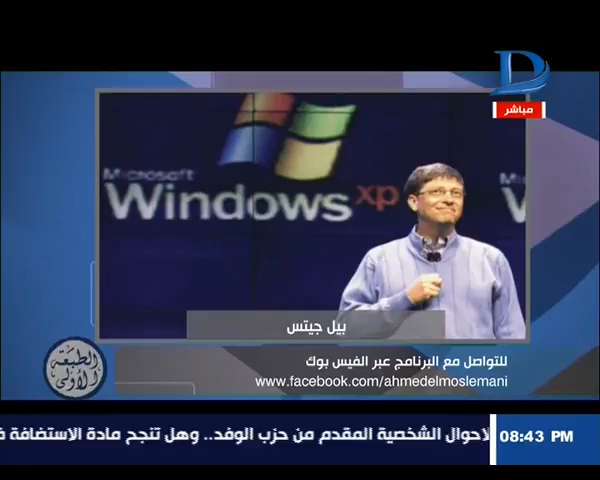 مباشر
Microsoft
Windows xp
W
بيل جيتس
الطبعة
الأولى
للتواصل مع البرنامج عبر الفيس بوك
www.facebook.com/ahmedelmoslemani
لاحوال الشخصية المقدم من حزب الوفد.. وهل تنجح مادة الاستضافة ف
08:43 PM